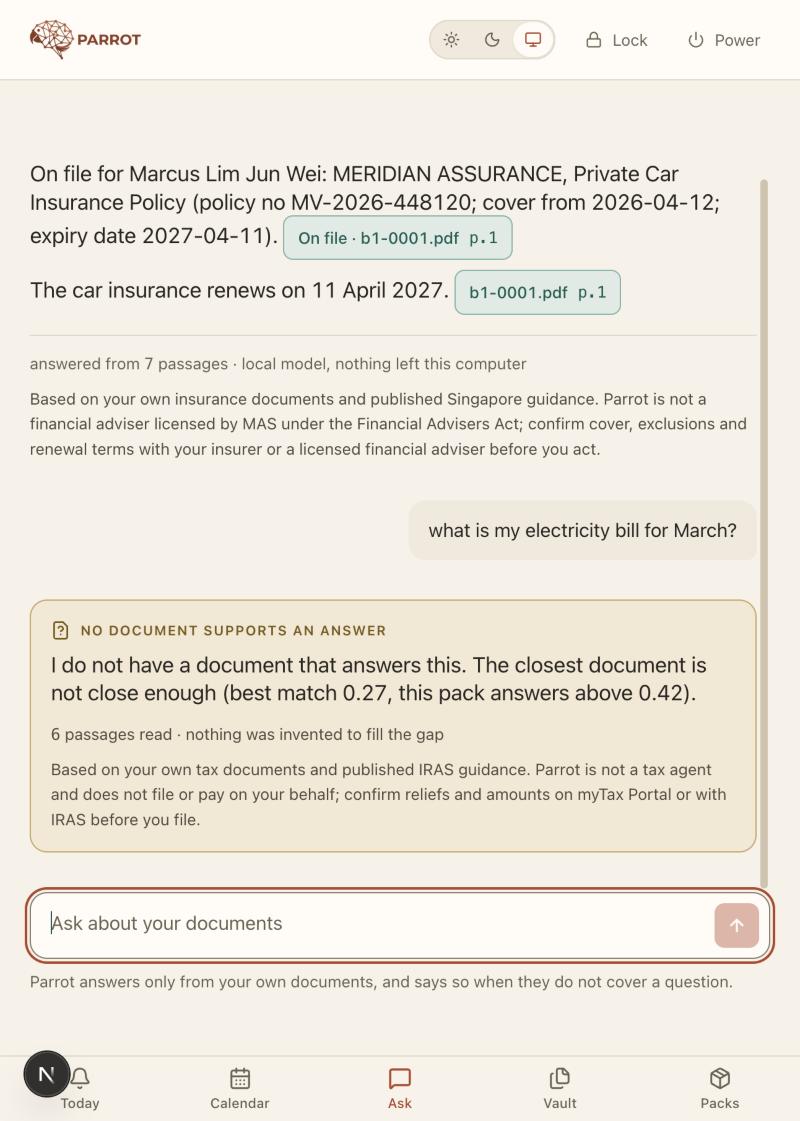 PARROT
Lock
Power
On file for Marcus Lim Jun Wei: MERIDIAN ASSURANCE, Private Car
Insurance Policy (policy no MV-2026-448120; cover from 2026-04-12;
expiry date 2027-04-11). On file · b1-0001.pdf p.1
The car insurance renews on 11 April 2027. b1-0001.pdf p.1
answered from 7 passages · local model, nothing left this computer
Based on your own insurance documents and published Singapore guidance. Parrot is not a
financial adviser licensed by MAS under the Financial Advisers Act; confirm cover, exclusions and
renewal terms with your insurer or a licensed financial adviser before you act.
what is my electricity bill for March?
NO DOCUMENT SUPPORTS AN ANSWER
I do not have a document that answers this. The closest document is
not close enough (best match 0.27, this pack answers above 0.42).
6 passages read · nothing was invented to fill the gap
Based on your own tax documents and published IRAS guidance. Parrot is not a tax agent
and does not file or pay on your behalf; confirm reliefs and amounts on myTax Portal or with
IRAS before you file.
Ask about your documents
Parrot answers only from your own documents, and says so when they do not cover a question.
N
Today
Calendar
Ask
Vault
Packs